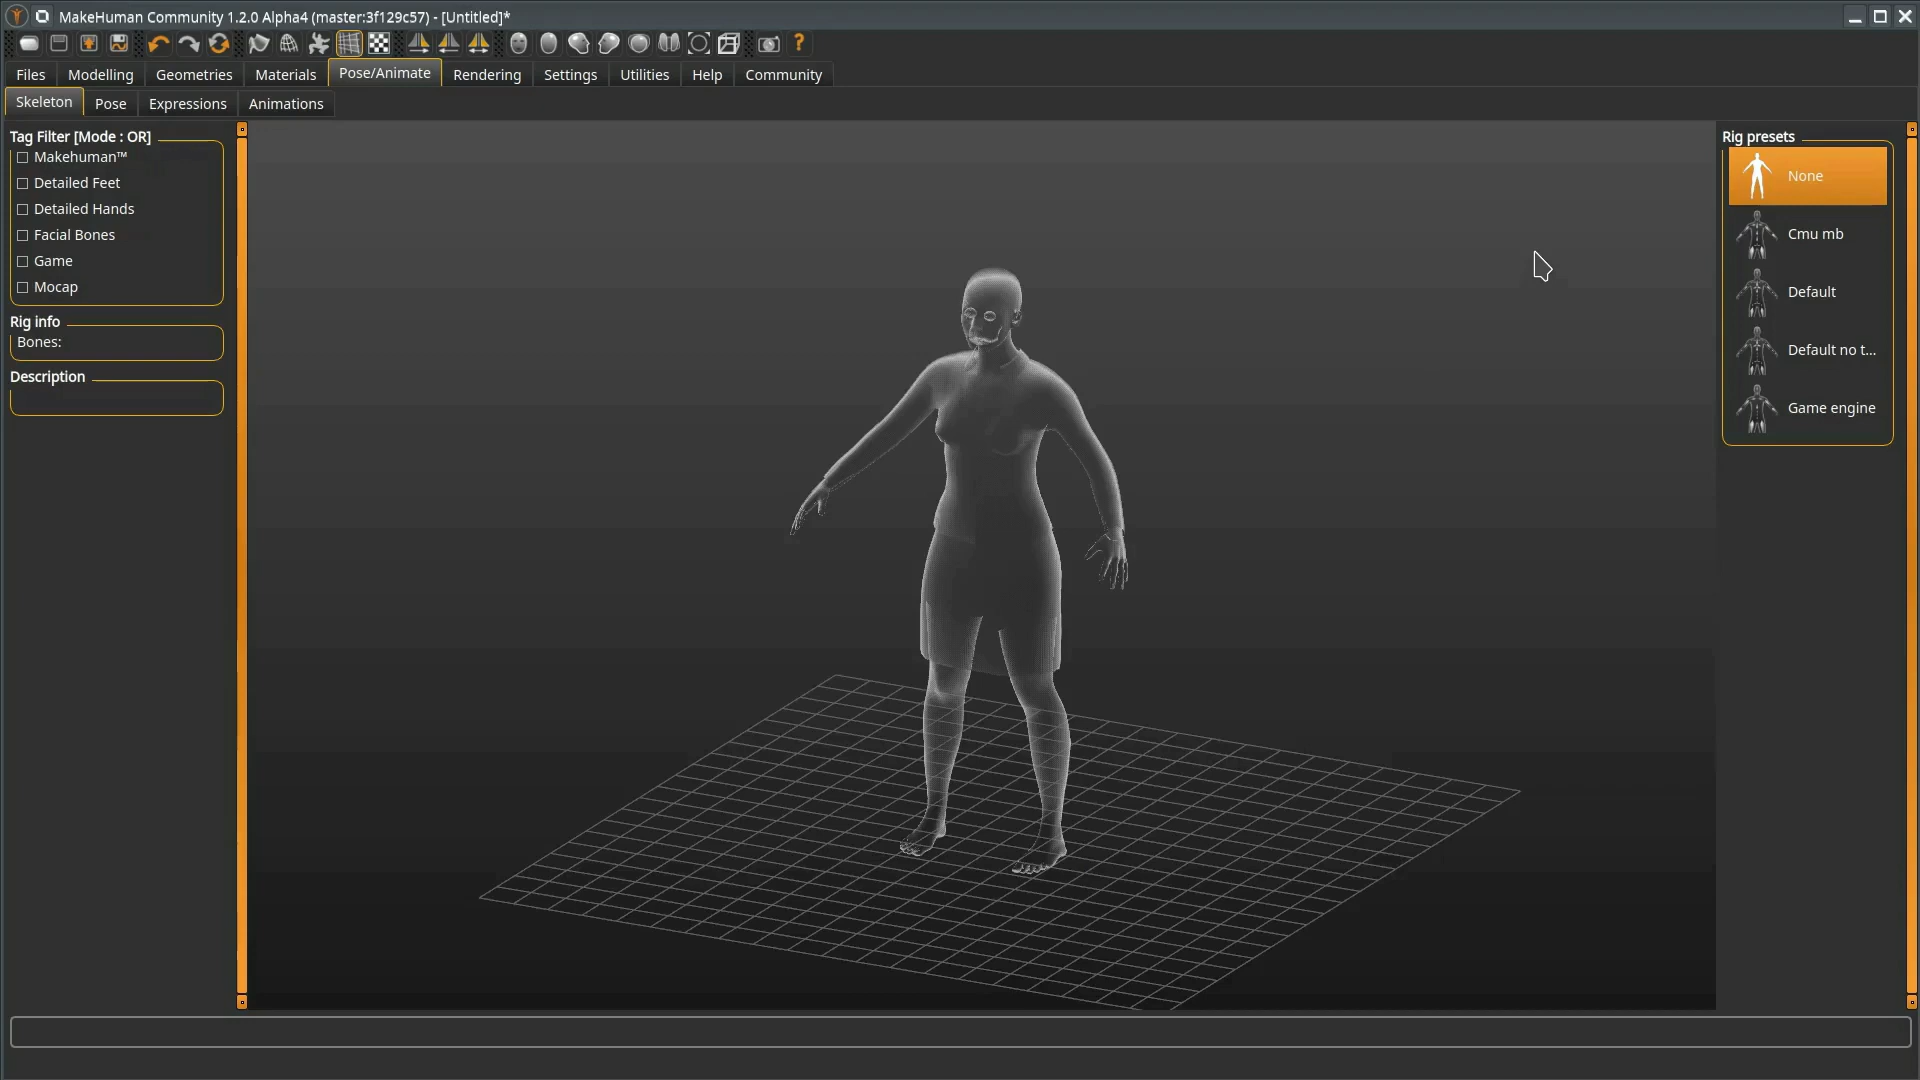 MakeHuman Community 1.2.0 Alpha4 (master:3f129c57) - [Untitled]*
Files Modelling Geometries Materials Pose/Animate Rendering Settings Utilities Help Community
Skeleton Pose Expressions Animations
Tag Filter [Mode : OR]
Makehuman™
Detailed Feet
Detailed Hands
Facial Bones
Game
Mocap
Rig info
Bones:
Description
Rig presets
None
Cmu mb
Default
Default no t...
Game engine